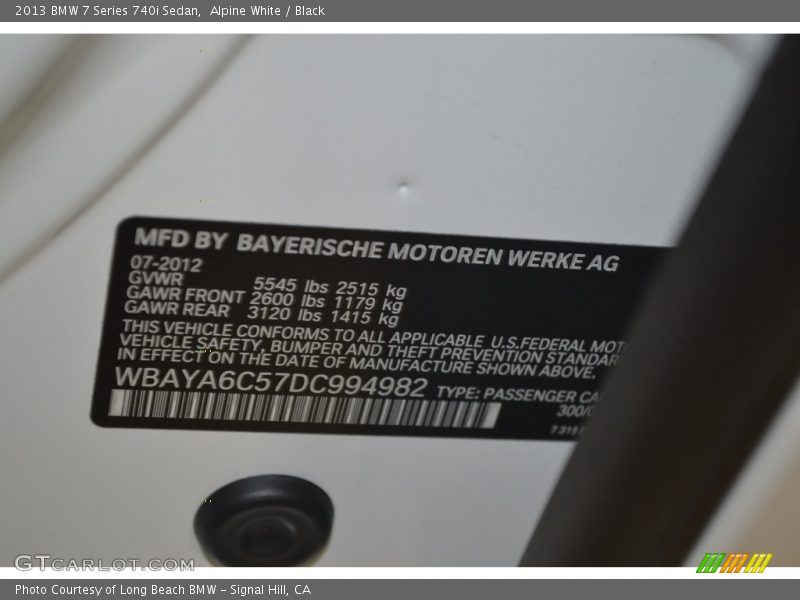 2013 BMW 7 Series 740i Sedan,  Alpine White / Black
MFD BY BAYERISCHE MOTOREN WERKE AG
07-2012
GVWR 5545 lbs 2515 kg
GAWR FRONT 2600 lbs 1179 kg
GAWR REAR 3120 lbs 1415 kg
THIS VEHICLE CONFORMS TO ALL APPLICABLE U.S.FEDERAL MOT
VEHICLE SAFETY, BUMPER AND THEFT PREVENTION STANDAR
IN EFFECT ON THE DATE OF MANUFACTURE SHOWN ABOVE.
WBAYA6C57DC994982 TYPE: PASSENGER CA
300/
GTCARLOT.COM
Photo Courtesy of Long Beach BMW - Signal Hill, CA